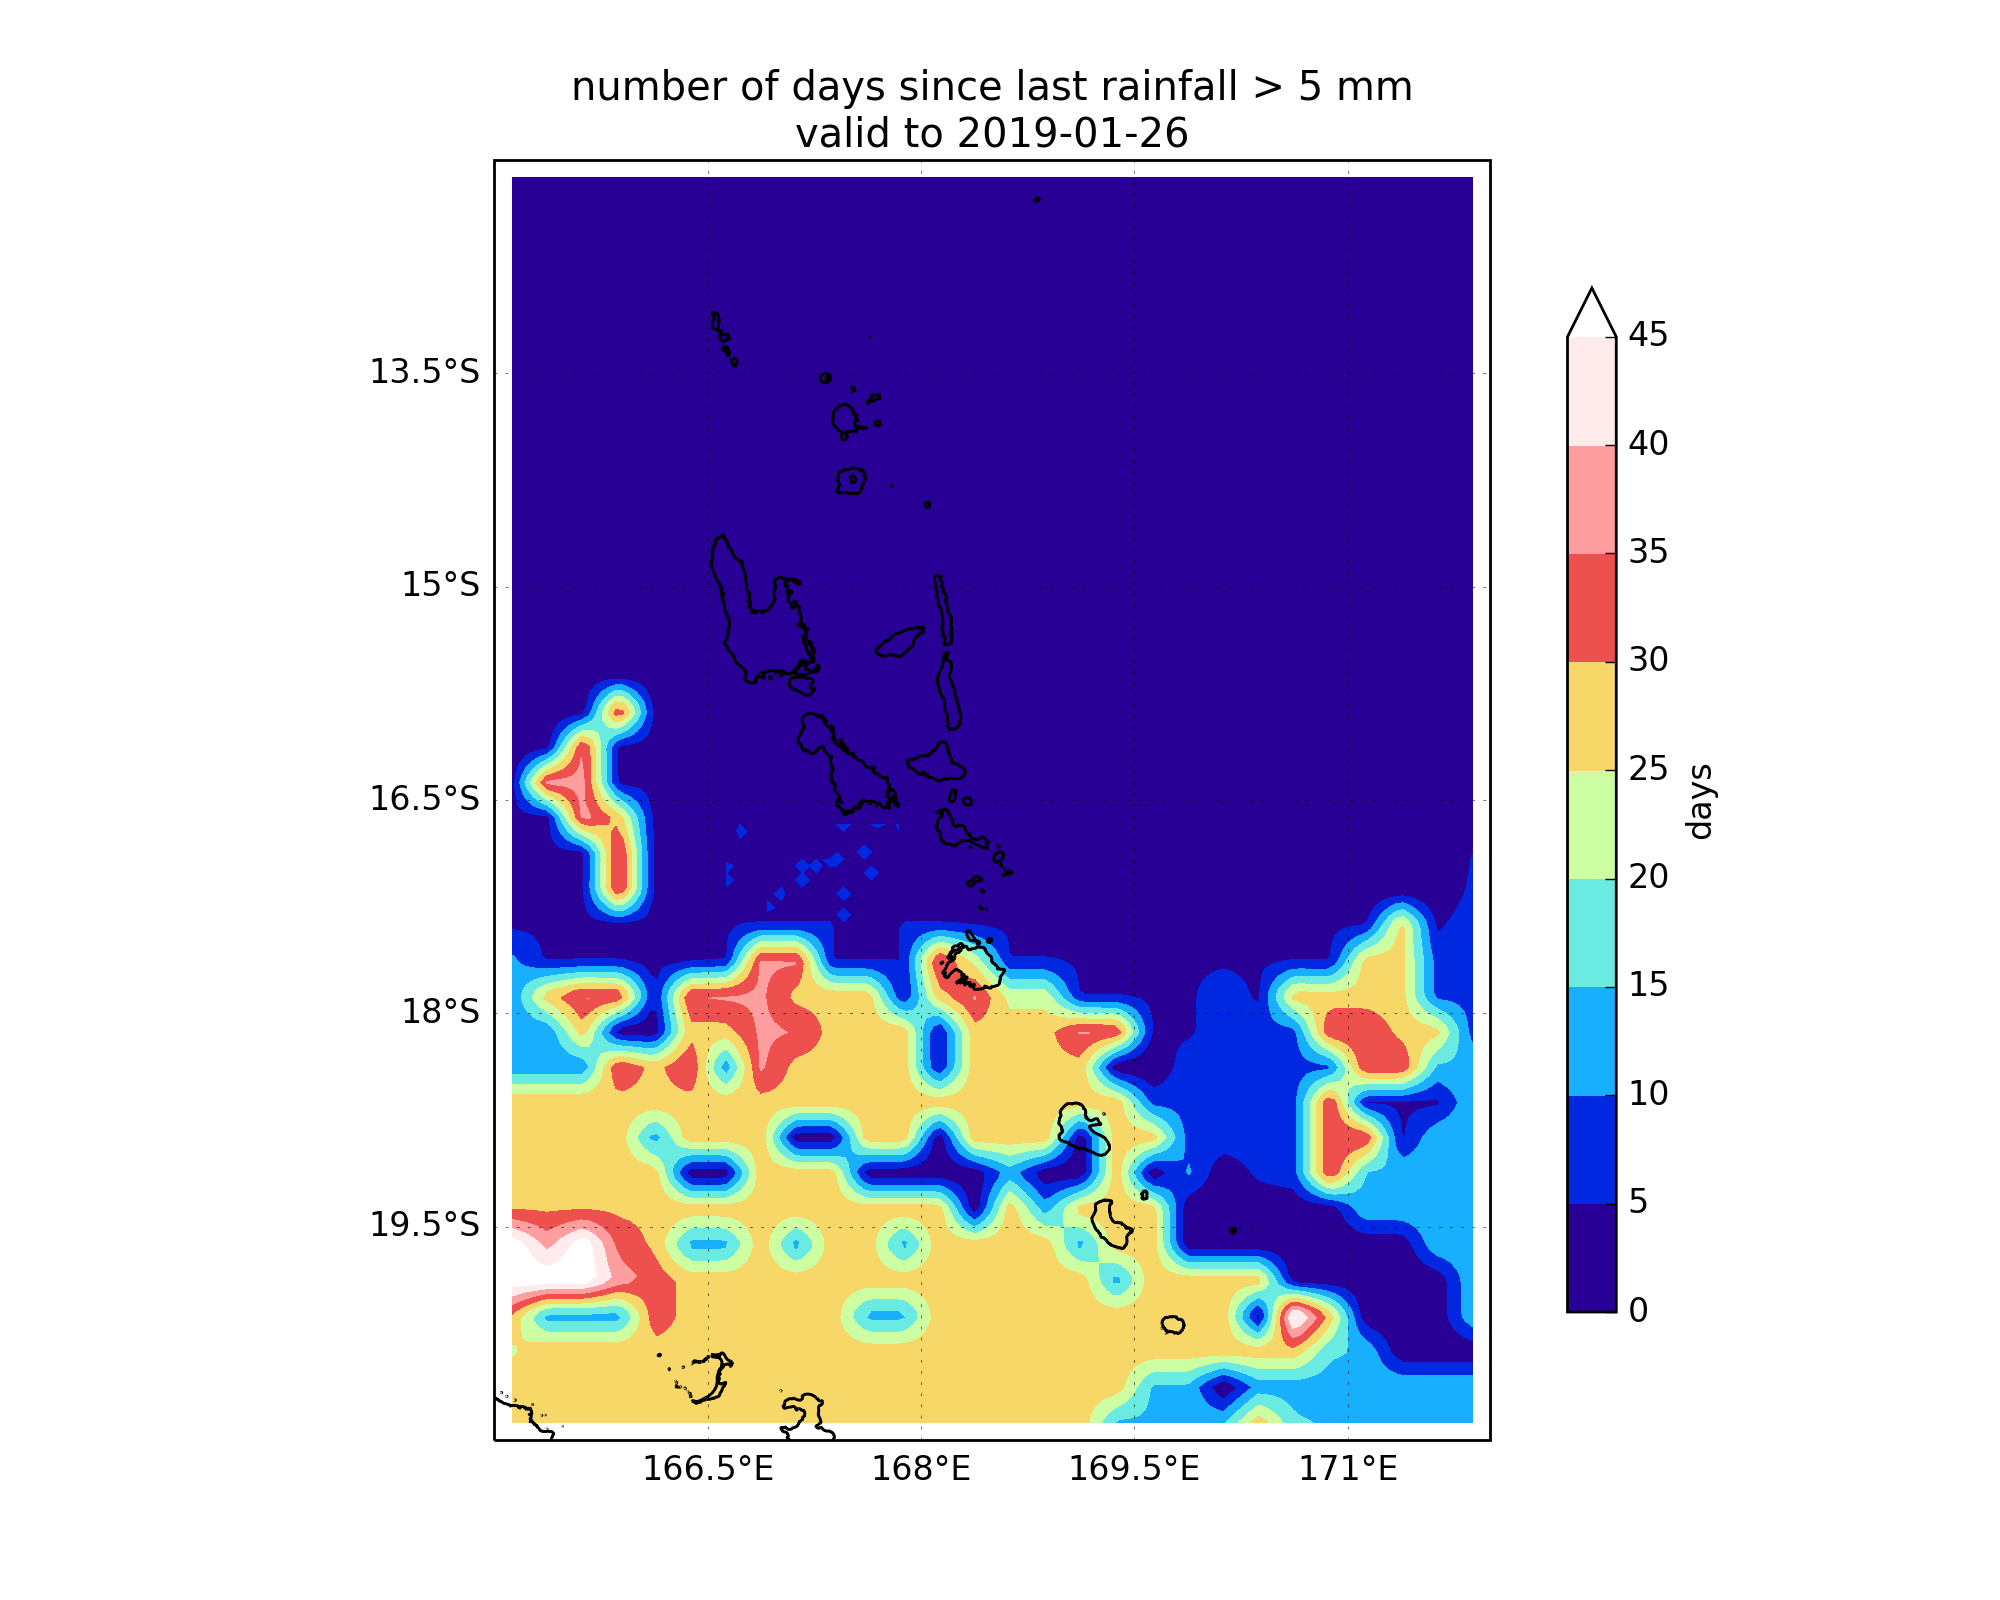 number of days since last rainfall > 5 mm
valid to 2019-01-26
13.5°S
15°S
16.5°S
18°S
19.5°S
166.5°E
168°E
169.5°E
171°E
45
40
35
30
25
20
15
10
5
0
days